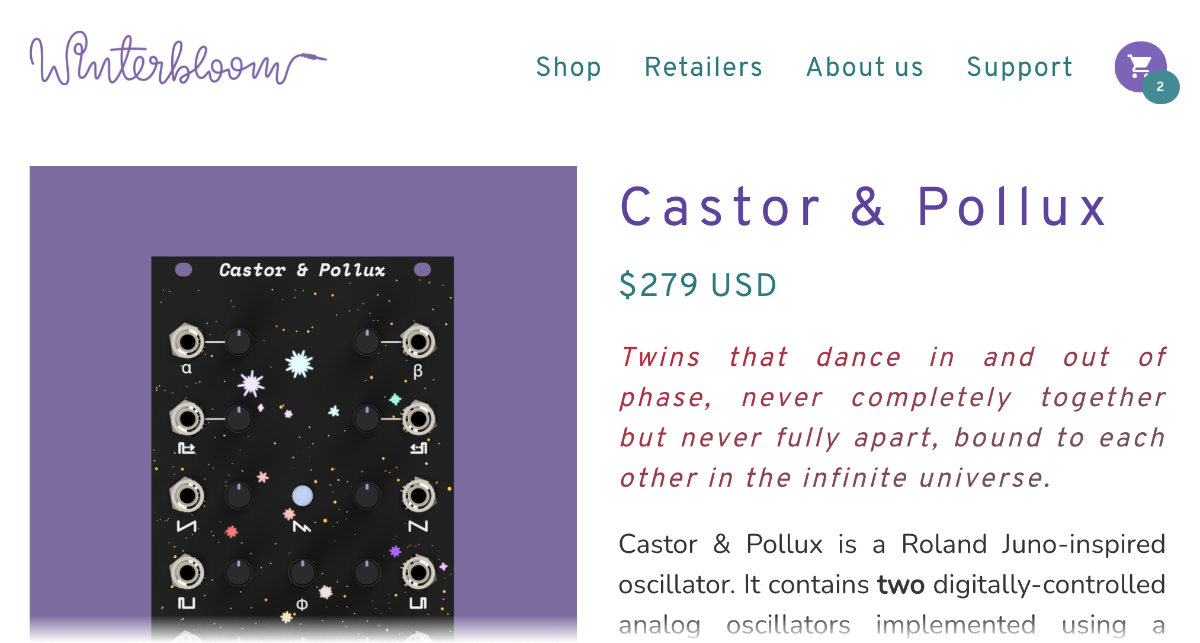 Winterbloom
Shop Retailers About us Support
2
Castor & Pollux
$279 USD
Twins that dance in and out of
phase, never completely together
but never fully apart, bound to each
other in the infinite universe.
Castor & Pollux is a Roland Juno-inspired
oscillator. It contains two digitally-controlled
analog oscillators implemented using a
Castor & Pollux
α β
Φ